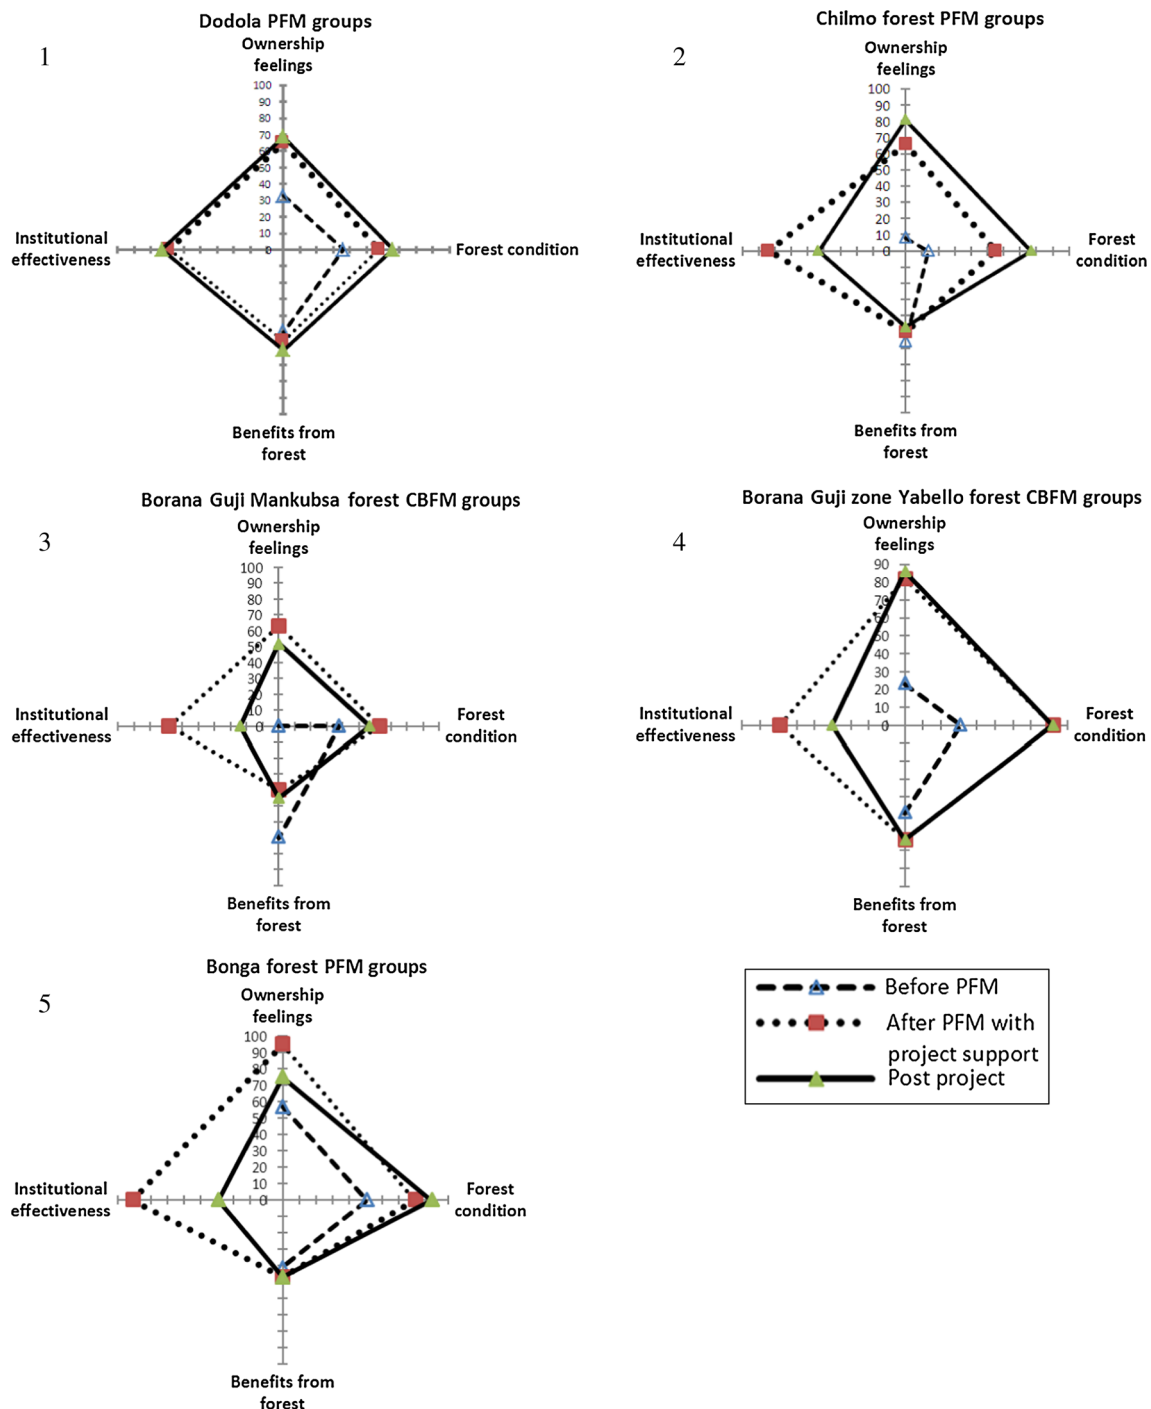 Dodola PFM groups
1
Ownership
feelings
100
90
80
70
60
50
40
30
20
10
0
Institutional
effectiveness
Forest condition
Benefits from
forest
Chilmo forest PFM groups
2
Ownership
feelings
100
90
80
70
60
50
40
30
20
10
0
Institutional
effectiveness
Forest
condition
Benefits from
forest
Borana Guji Mankubsa forest CBFM groups
3
Ownership
feelings
100
90
80
70
60
50
40
30
20
10
0
Institutional
effectiveness
Forest
condition
Benefits from
forest
Borana Guji zone Yabello forest CBFM groups
4
Ownership
feelings
90
80
70
60
50
40
30
20
10
0
Institutional
effectiveness
Forest
condition
Benefits from
forest
Bonga forest PFM groups
5
Ownership
feelings
100
90
80
70
60
50
40
30
20
10
0
Institutional
effectiveness
Forest
condition
Benefits from
forest
Before PFM
After PFM with
project support
Post project